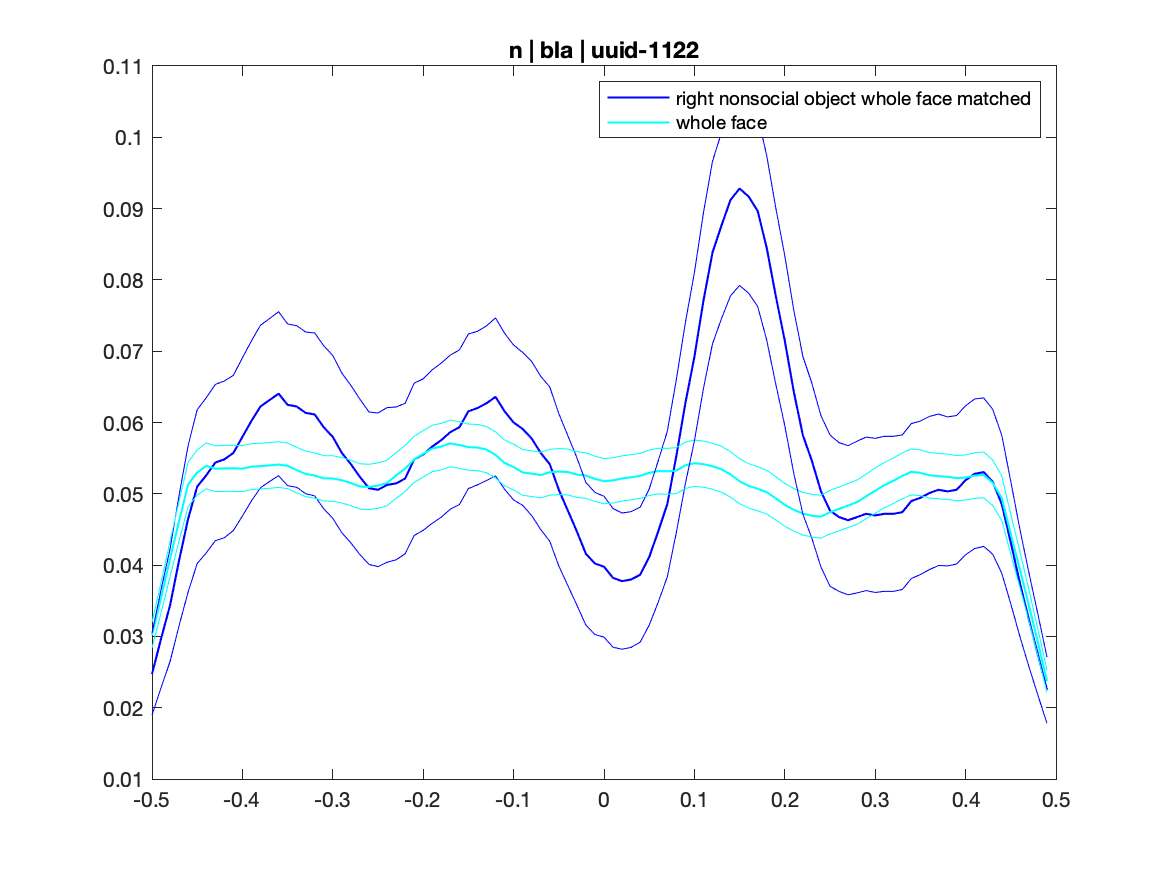 n | bla | uuid-1122
right nonsocial object whole face matched
whole face
0.11
0.1
0.09
0.08
0.07
0.06
0.05
0.04
0.03
0.02
0.01
-0.5 -0.4 -0.3 -0.2 -0.1 0 0.1 0.2 0.3 0.4 0.5